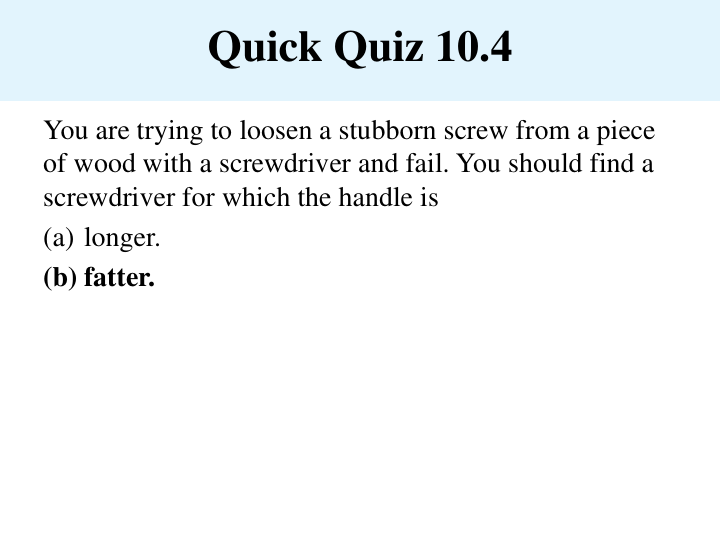 Quick Quiz 10.4
You are trying to loosen a stubborn screw from a piece
of wood with a screwdriver and fail. You should find a
screwdriver for which the handle is
(a) longer.
(b) fatter.